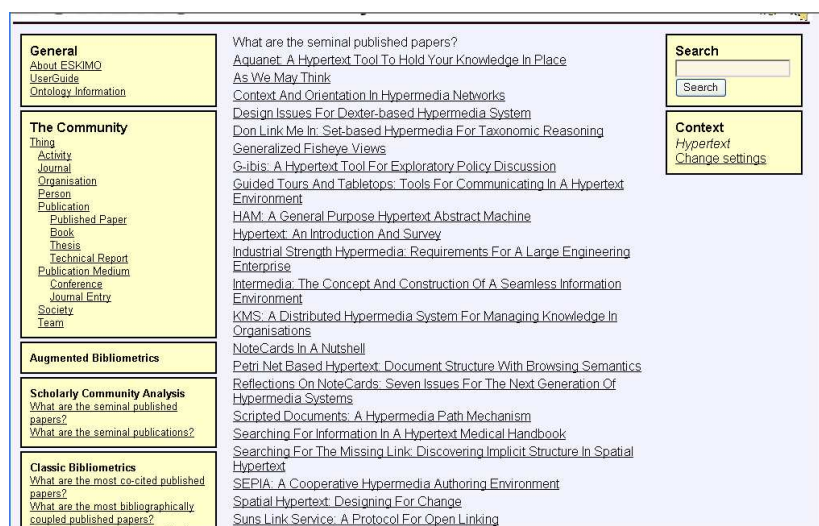 General
About ESKIMO
UserGuide
Ontology Information
The Community
Thing
Activity
Journal
Organisation
Person
Publication
Published Paper
Book
Thesis
Technical Report
Publication Medium
Conference
Journal Entry
Society
Team
Augmented Bibliometrics
Scholarly Community Analysis
What are the seminal published
papers?
What are the seminal publications?
Classic Bibliometrics
What are the most co-cited published
papers?
What are the most bibliographically
coupled published papers?
What are the seminal published papers?
Aquanet: A Hypertext Tool To Hold Your Knowledge In Place
As We May Think
Context And Orientation In Hypermedia Networks
Design Issues For Dexter-based Hypermedia System
Don Link Me In: Set-based Hypermedia For Taxonomic Reasoning
Generalized Fisheye Views
G-ibis: A Hypertext Tool For Exploratory Policy Discussion
Guided Tours And Tabletops: Tools For Communicating In A Hypertext
Environment
HAM: A General Purpose Hypertext Abstract Machine
Hypertext: An Introduction And Survey
Industrial Strength Hypermedia: Requirements For A Large Engineering
Enterprise
Intermedia: The Concept And Construction Of A Seamless Information
Environment
KMS: A Distributed Hypermedia System For Managing Knowledge In
Organisations
NoteCards In A Nutshell
Petri Net Based Hypertext: Document Structure With Browsing Semantics
Reflections On NoteCards: Seven Issues For The Next Generation Of
Hypermedia Systems
Scripted Documents: A Hypermedia Path Mechanism
Searching For Information In A Hypertext Medical Handbook
Searching For The Missing Link: Discovering Implicit Structure In Spatial
Hypertext
SEPIA: A Cooperative Hypermedia Authoring Environment
Spatial Hypertext: Designing For Change
Suns Link Service: A Protocol For Open Linking
Search
Search
Context
Hypertext
Change settings